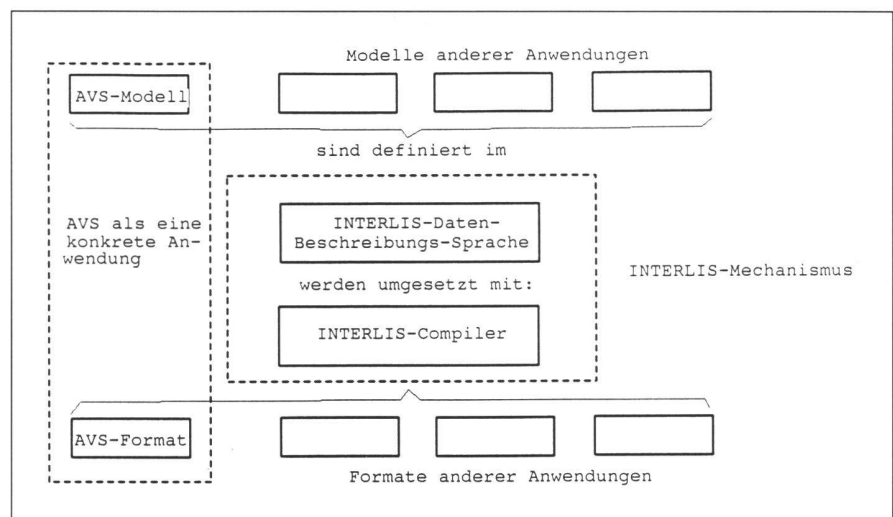 Modelle anderer Anwendungen
AVS-Modell
sind definiert im
AVS als eine
konkrete An-
wendung
INTERLIS-Daten-
Beschreibungs-Sprache
werden umgesetzt mit:
INTERLIS-Compiler
INTERLIS-Mechanismus
AVS-Format
Formate anderer Anwendungen